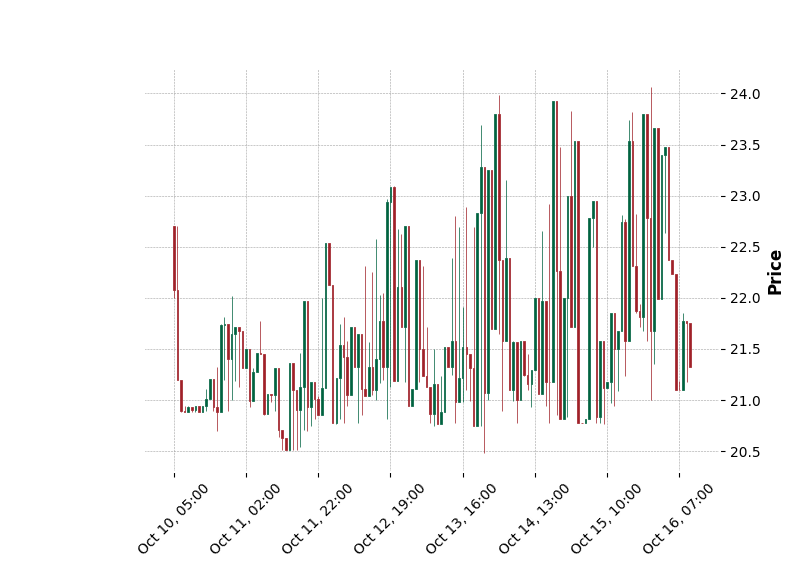 24.0
23.5
23.0
22.5
22.0
21.5
21.0
20.5
Price
Oct 10, 05:00
Oct 11, 02:00
Oct 11, 22:00
Oct 12, 19:00
Oct 13, 16:00
Oct 14, 13:00
Oct 15, 10:00
Oct 16, 07:00